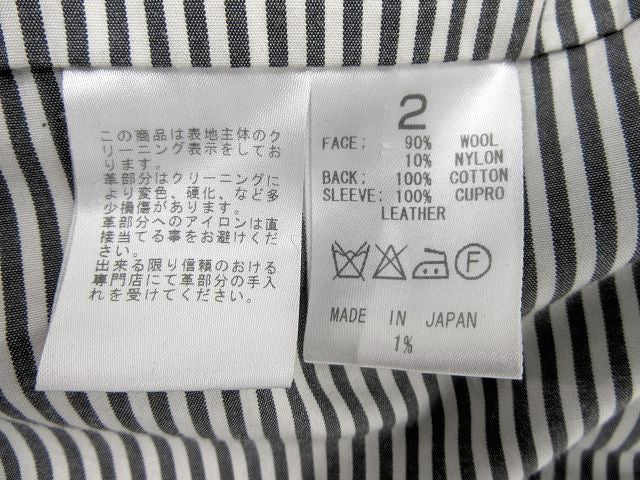 この商品は表地主体のク
リーニング表示をしてお
ります。
革部分はクリーニングに
より変色、硬化、など多
少損傷があります。
革部分へのアイロンは直
接当てる事をお避けくだ
さい。
出来る限り信頼のおける
専門店にて革部分の手入
れを受けてください。
2
FACE: 90% WOOL
10% NYLON
BACK: 100% COTTON
SLEEVE: 100% CUPRO
LEATHER
F
MADE IN JAPAN
1%